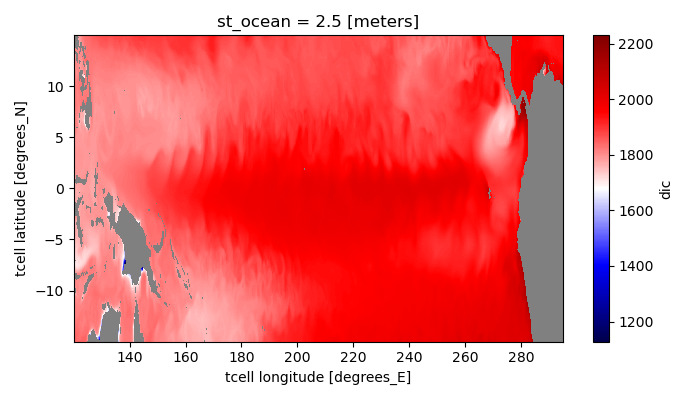 st_ocean = 2.5 [meters]
10
5
0
−5
−10
tcell latitude [degrees_N]
140 160 180 200 220 240 260 280
tcell longitude [degrees_E]
2200
2000
1800
1600
1400
1200
dic